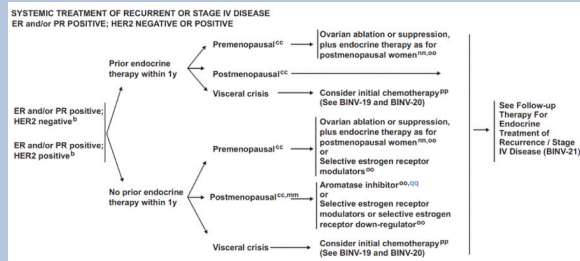 SYSTEMIC TREATMENT OF RECURRENT OR STAGE IV DISEASE
ER and/or PR POSITIVE; HER2 NEGATIVE OR POSITIVE
ER and/or PR positive;
HER2 negativeᵇ
ER and/or PR positive;
HER2 positiveᵇ
Prior endocrine
therapy within 1y
Premenopausalᶜᶜ
Ovarian ablation or suppression,
plus endocrine therapy as for
postmenopausal womenⁿⁿ,ᵒᵒ
Postmenopausalᶜᶜ
Visceral crisis
Consider initial chemotherapyᵖᵖ
(See BINV-19 and BINV-20)
No prior endocrine
therapy within 1y
Premenopausalᶜᶜ
Ovarian ablation or suppression,
plus endocrine therapy as for
postmenopausal womenⁿⁿ,ᵒᵒ
or
Selective estrogen receptor
modulatorsᵒᵒ
Postmenopausalᶜᶜ,ᵐᵐ
Aromatase inhibitorᵒᵒ,qq
or
Selective estrogen receptor
modulators or selective estrogen
receptor down-regulatorᵒᵒ
Visceral crisis
Consider initial chemotherapyᵖᵖ
(See BINV-19 and BINV-20)
See Follow-up
Therapy For
Endocrine
Treatment of
Recurrence / Stage
IV Disease (BINV-21)